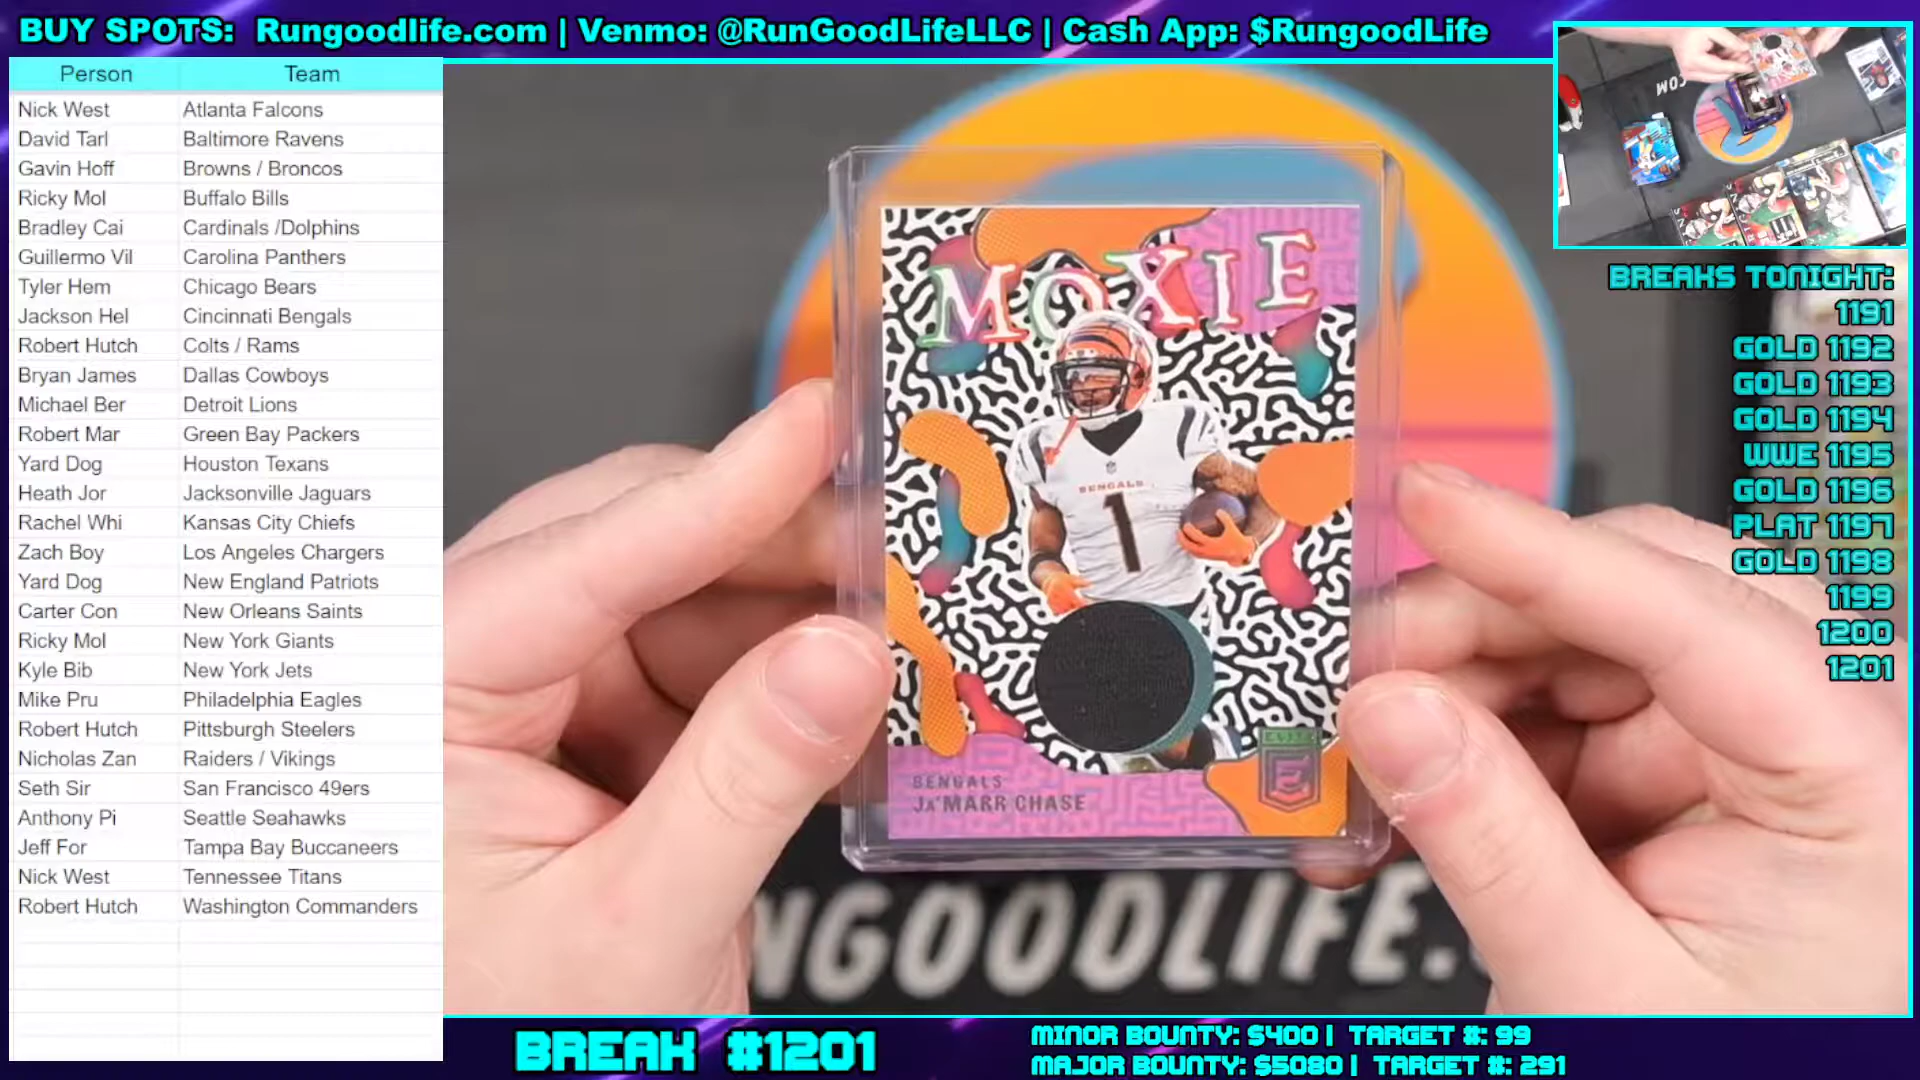 BUY SPOTS: Rungoodlife.com | Venmo: @RunGoodLifeLLC | Cash App: $RungoodLife
Person Team
Nick West Atlanta Falcons
David Tarl Baltimore Ravens
Gavin Hoff Browns / Broncos
Ricky Mol Buffalo Bills
Bradley Cai Cardinals /Dolphins
Guillermo Vil Carolina Panthers
Tyler Hem Chicago Bears
Jackson Hel Cincinnati Bengals
Robert Hutch Colts / Rams
Bryan James Dallas Cowboys
Michael Ber Detroit Lions
Robert Mar Green Bay Packers
Yard Dog Houston Texans
Heath Jor Jacksonville Jaguars
Rachel Whi Kansas City Chiefs
Zach Boy Los Angeles Chargers
Yard Dog New England Patriots
Carter Con New Orleans Saints
Ricky Mol New York Giants
Kyle Bib New York Jets
Mike Pru Philadelphia Eagles
Robert Hutch Pittsburgh Steelers
Nicholas Zan Raiders / Vikings
Seth Sir San Francisco 49ers
Anthony Pi Seattle Seahawks
Jeff For Tampa Bay Buccaneers
Nick West Tennessee Titans
Robert Hutch Washington Commanders
MOXIE
BENGALS
1
ELITE
E
BENGALS
JA'MARR CHASE
NGOODLIFE.
BREAKS TONIGHT:
1191
GOLD 1192
GOLD 1193
GOLD 1194
WWE 1195
GOLD 1196
PLAT 1197
GOLD 1198
1199
1200
1201
BREAK #1201
MINOR BOUNTY: $400 | TARGET #: 99
MAJOR BOUNTY: $5080 | TARGET #: 291